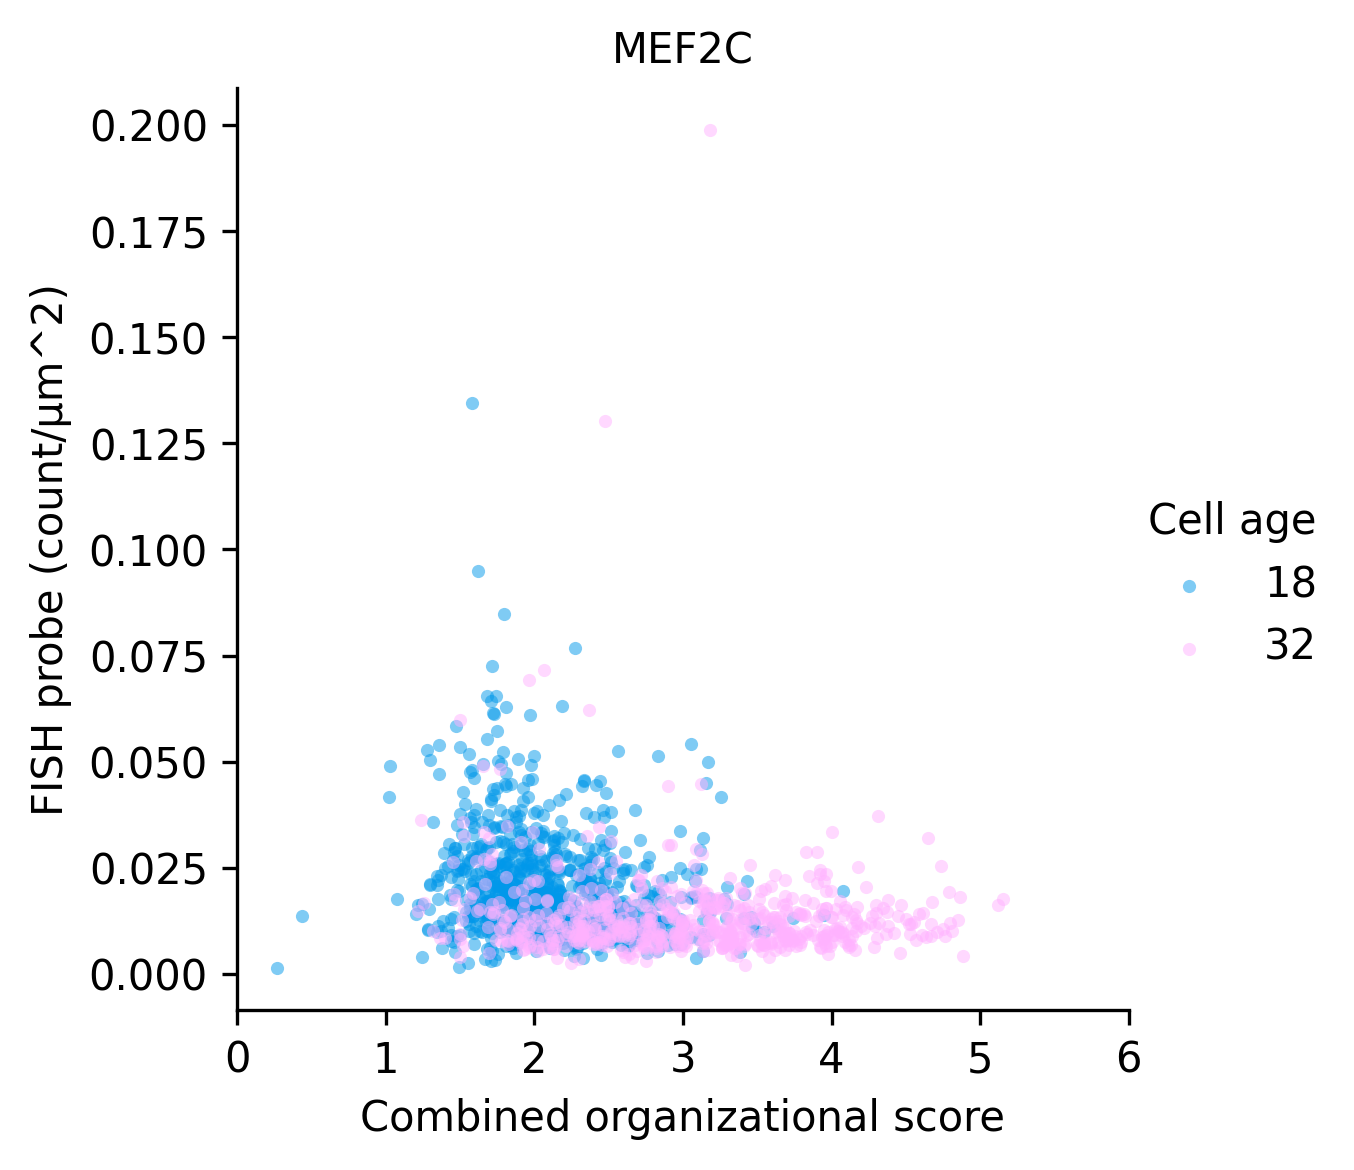 MEF2C
FISH probe (count/µm^2)
0.200
0.175
0.150
0.125
0.100
0.075
0.050
0.025
0.000
0 1 2 3 4 5 6
Combined organizational score
Cell age
18
32